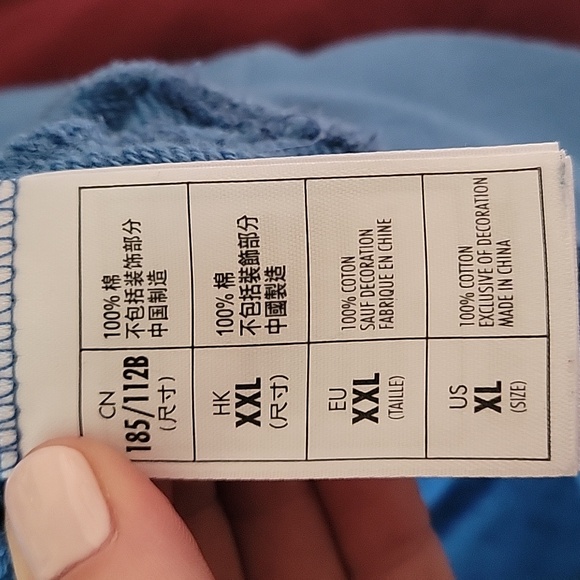 CN
185/112B
(尺寸)
100% 棉
不包括装饰部分
中国制造
HK
XXL
(尺寸)
100% 棉
不包括裝飾部分
中國製造
EU
XXL
(TAILLE)
100% COTON
SAUF DECORATION
FABRIQUE EN CHINE
US
XL
(SIZE)
100% COTTON
EXCLUSIVE OF DECORATION
MADE IN CHINA